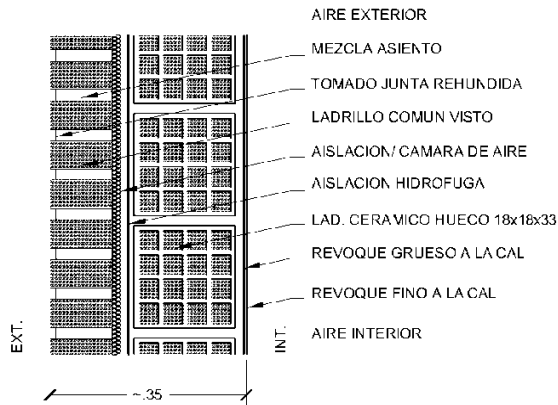 AIRE EXTERIOR
MEZCLA ASIENTO
TOMADO JUNTA REHUNDIDA
LADRILLO COMUN VISTO
AISLACION/ CAMARA DE AIRE
AISLACION HIDROFUGA
LAD. CERAMICO HUECO 18x18x33
REVOQUE GRUESO A LA CAL
REVOQUE FINO A LA CAL
AIRE INTERIOR
EXT.
INT.
~.35